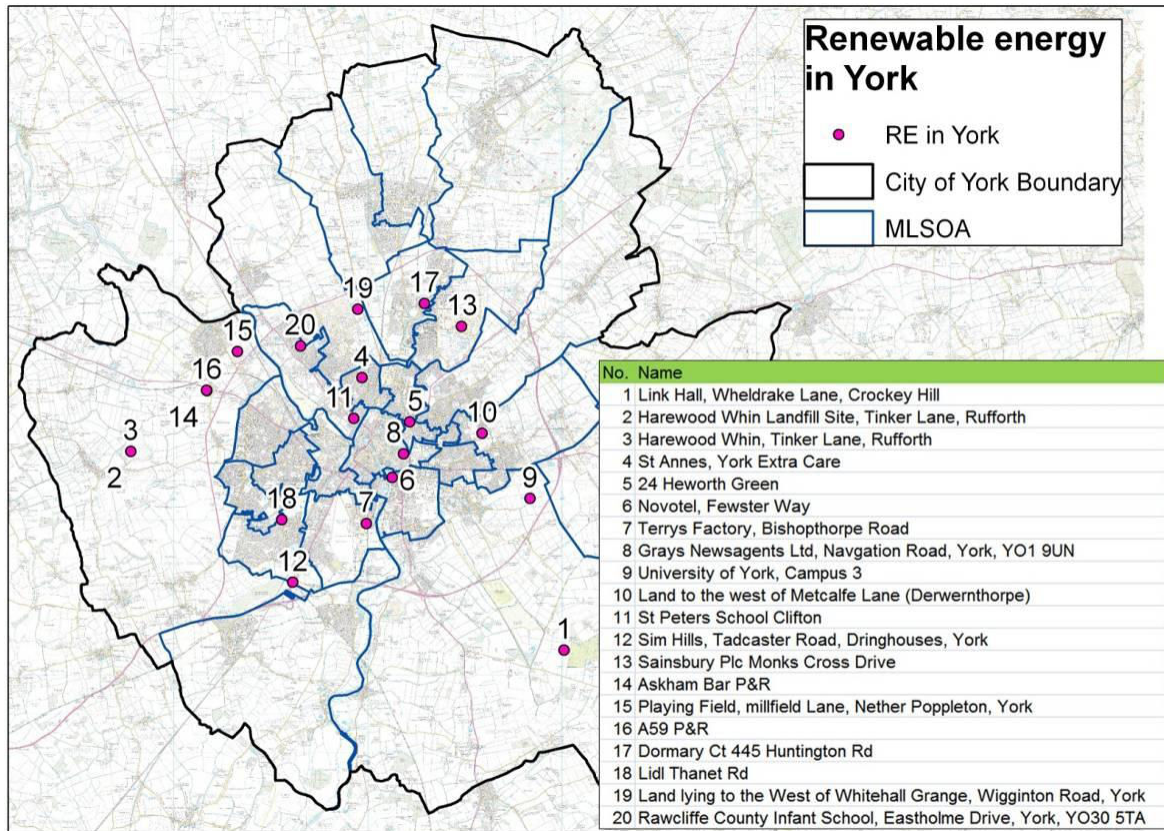 Renewable energy
in York
RE in York
City of York Boundary
MLSOA
19
17
13
20
15
4
16
14
11
5
10
8
3
2
6
9
18
7
12
1
No. Name
1 Link Hall, Wheldrake Lane, Crockey Hill
2 Harewood Whin Landfill Site, Tinker Lane, Rufforth
3 Harewood Whin, Tinker Lane, Rufforth
4 St Annes, York Extra Care
5 24 Heworth Green
6 Novotel, Fewster Way
7 Terrys Factory, Bishopthorpe Road
8 Grays Newsagents Ltd, Navgation Road, York, YO1 9UN
9 University of York, Campus 3
10 Land to the west of Metcalfe Lane (Derwernthorpe)
11 St Peters School Clifton
12 Sim Hills, Tadcaster Road, Dringhouses, York
13 Sainsbury Plc Monks Cross Drive
14 Askham Bar P&R
15 Playing Field, millfield Lane, Nether Poppleton, York
16 A59 P&R
17 Dormary Ct 445 Huntington Rd
18 Lidl Thanet Rd
19 Land lying to the West of Whitehall Grange, Wigginton Road, York
20 Rawcliffe County Infant School, Eastholme Drive, York, YO30 5TA